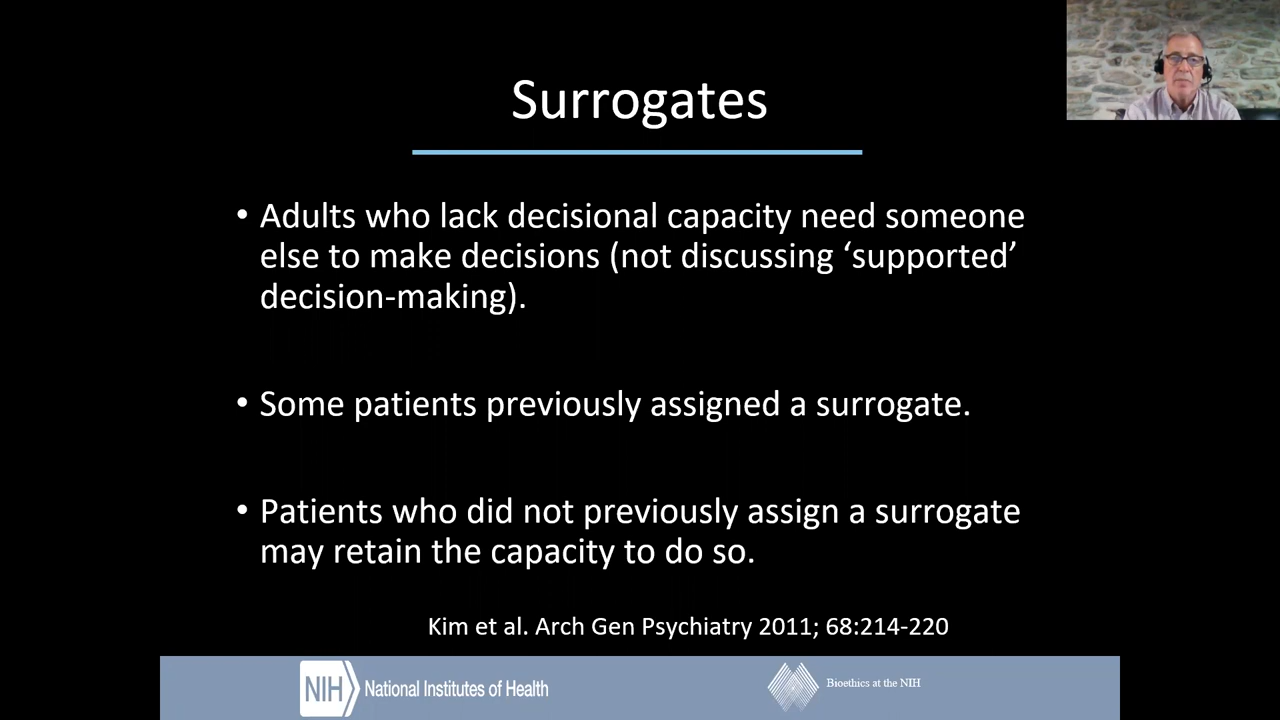 Surrogates
• Adults who lack decisional capacity need someone
else to make decisions (not discussing ‘supported’
decision-making).
• Some patients previously assigned a surrogate.
• Patients who did not previously assign a surrogate
may retain the capacity to do so.
Kim et al. Arch Gen Psychiatry 2011; 68:214-220
NIH National Institutes of Health
Bioethics at the NIH